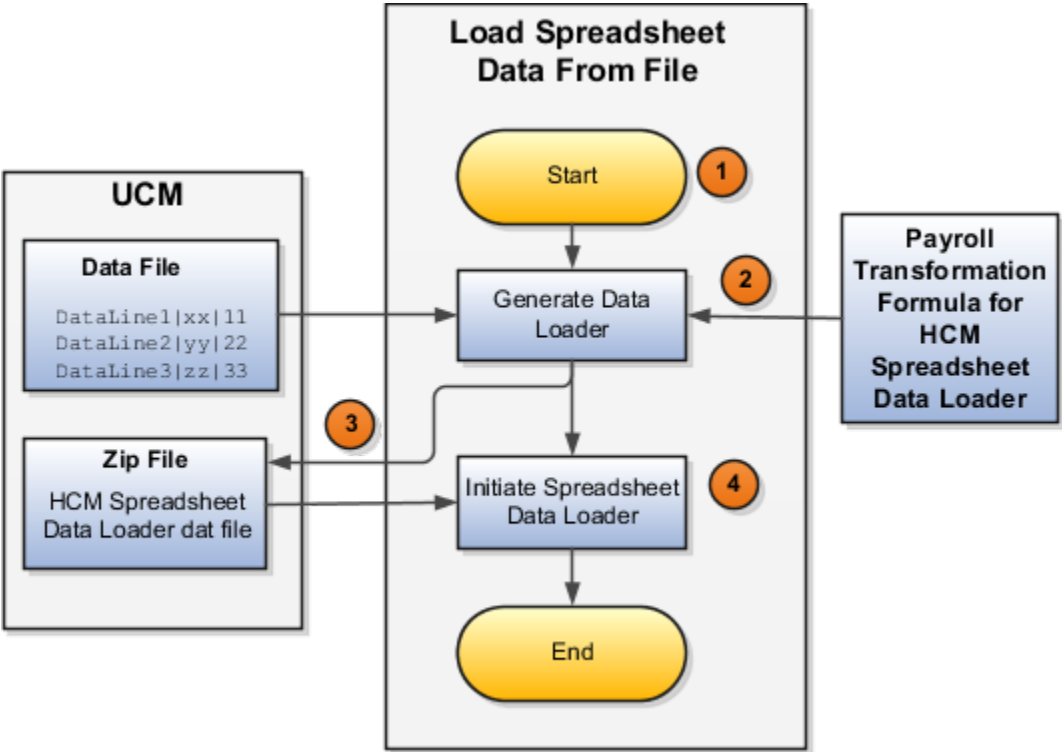 Load Spreadsheet
Data From File
Start
1
UCM
Data File
DataLine1|xx|11
DataLine2|yy|22
DataLine3|zz|33
Generate Data
Loader
2
Payroll
Transformation
Formula for
HCM
Spreadsheet
Data Loader
3
Zip File
HCM Spreadsheet
Data Loader dat file
Initiate Spreadsheet
Data Loader
4
End